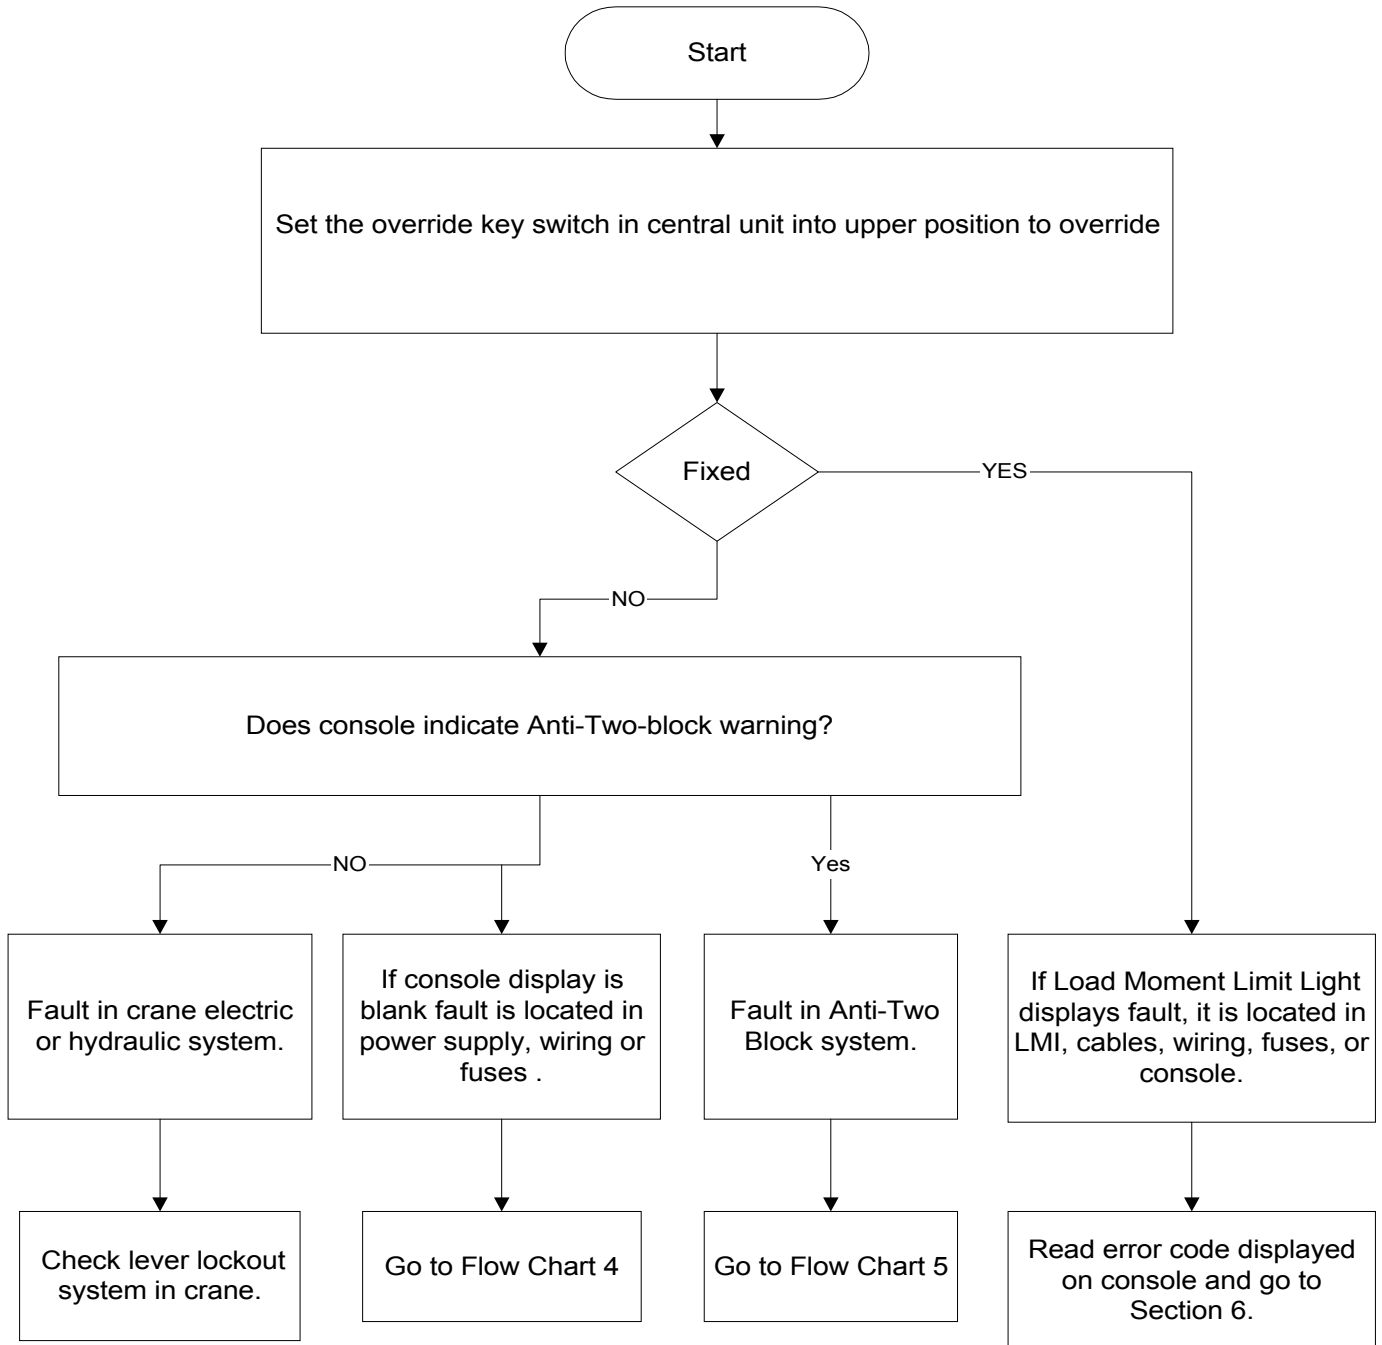 Start
Set the override key switch in central unit into upper position to override
Fixed
YES
NO
Does console indicate Anti-Two-block warning?
NO
Yes
Fault in crane electric
or hydraulic system.
If console display is
blank fault is located in
power supply, wiring or
fuses .
Fault in Anti-Two
Block system.
If Load Moment Limit Light
displays fault, it is located in
LMI, cables, wiring, fuses, or
console.
Check lever lockout
system in crane.
Go to Flow Chart 4
Go to Flow Chart 5
Read error code displayed
on console and go to
Section 6.